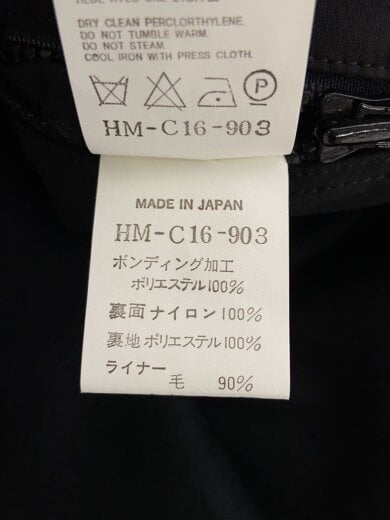 DRY CLEAN PERCLORTHYLENE.
DO NOT TUMBLE WARM.
DO NOT STEAM.
COOL IRON WITH PRESS CLOTH.
P
HM-C16-903
MADE IN JAPAN
HM-C16-903
ボンディング加工
ポリエステル100%
裏面ナイロン100%
裏地ポリエステル100%
ライナー
毛 90%